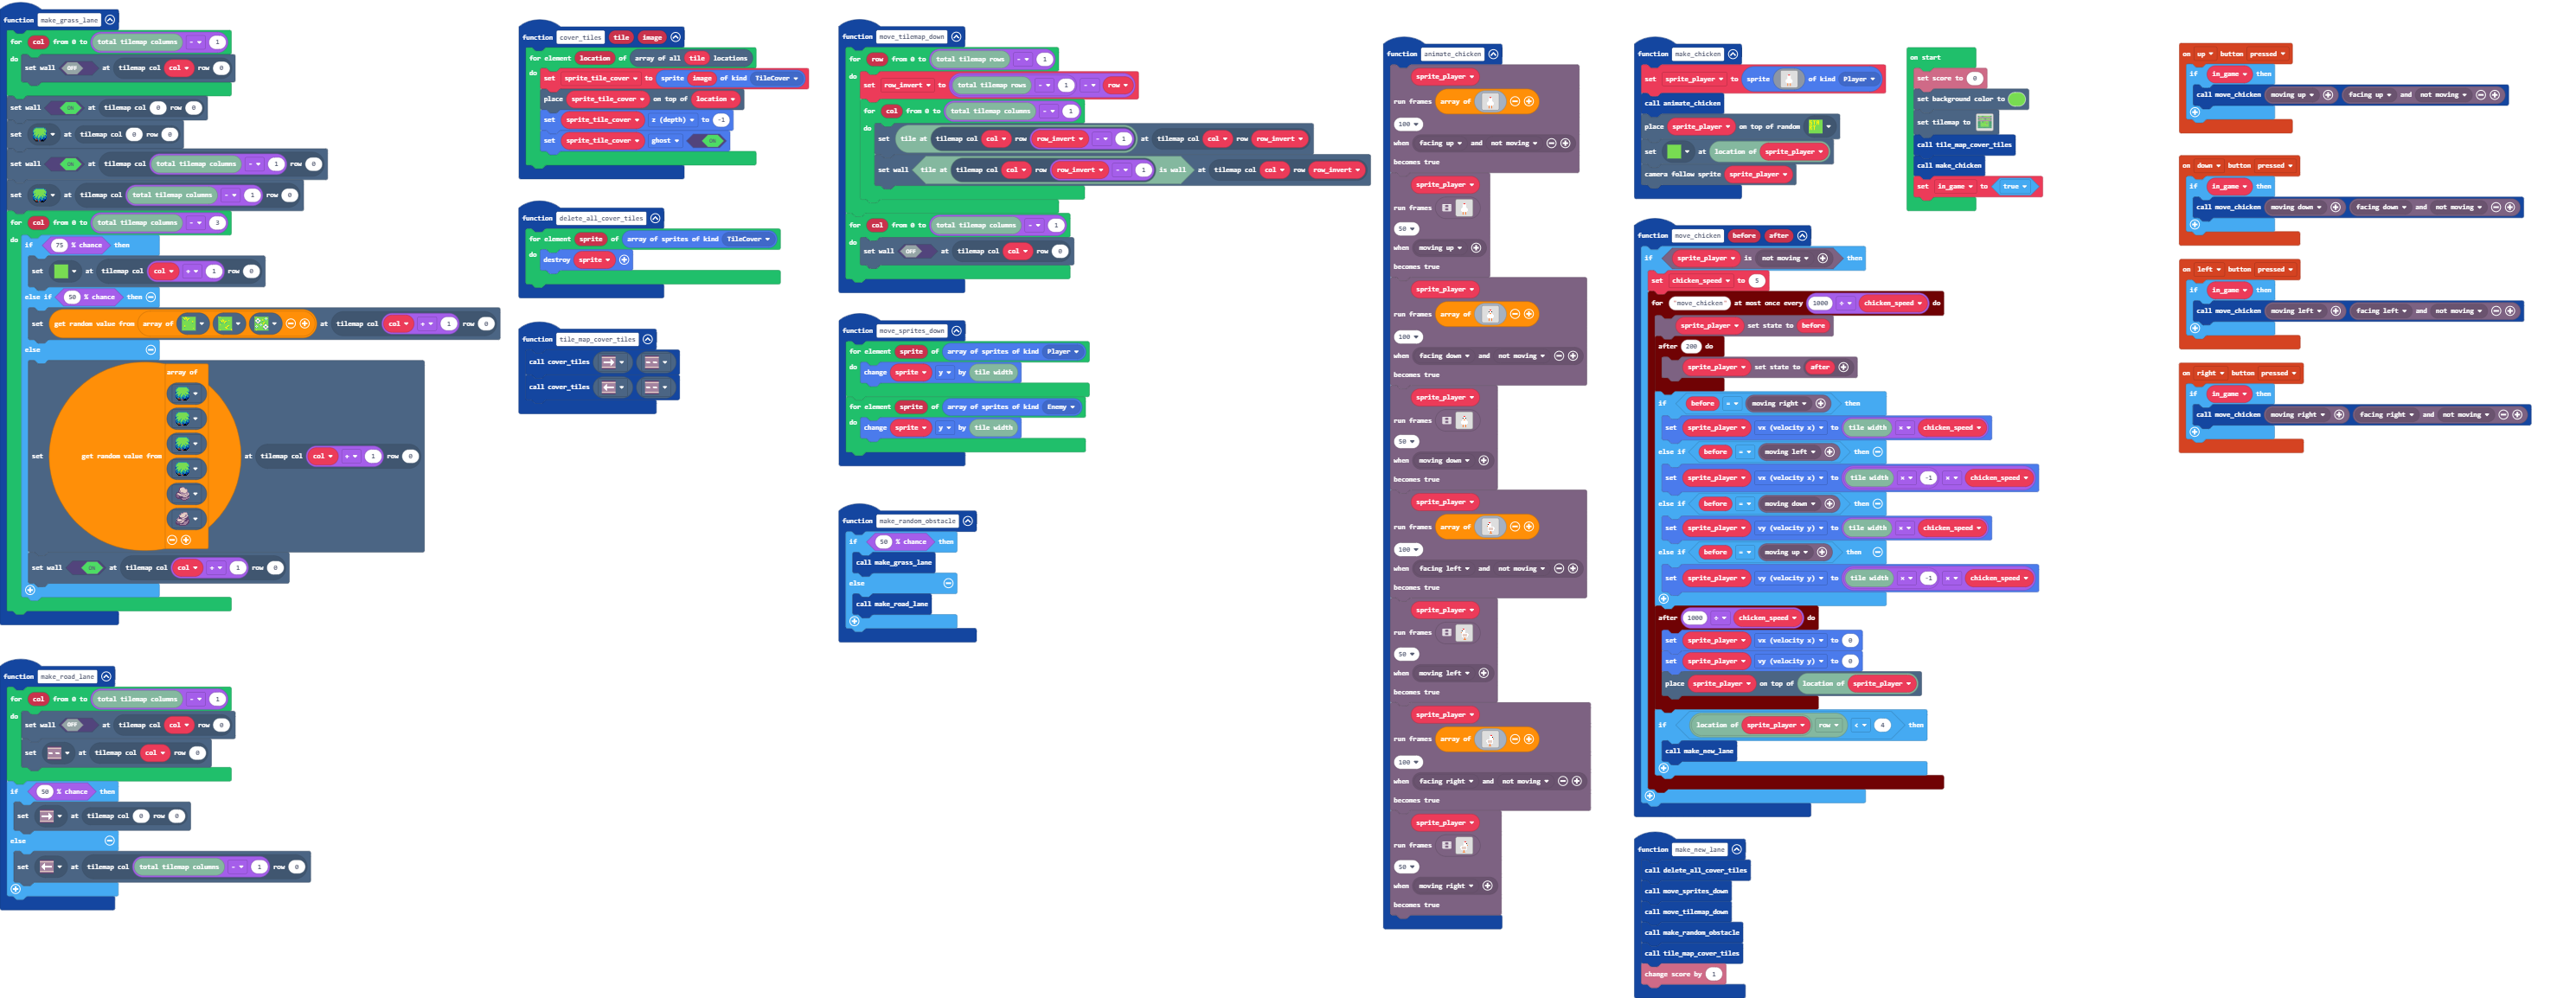 function make_grass_lane
for col from 0 to total tilemap columns - 1
do
set wall OFF at tilemap col col row 0
set wall ON at tilemap col 0 row 0
set at tilemap col 0 row 0
set wall ON at tilemap col total tilemap columns - 1 row 0
set at tilemap col total tilemap columns - 1 row 0
for col from 0 to total tilemap columns - 3
do
if 75 % chance then
set at tilemap col col + 1 row 0
else if 50 % chance then
set get random value from array of at tilemap col col + 1 row 0
else
array of
set get random value from at tilemap col col + 1 row 0
set wall ON at tilemap col col + 1 row 0
function make_road_lane
for col from 0 to total tilemap columns - 1
do
set wall OFF at tilemap col col row 0
set at tilemap col col row 0
if 50 % chance then
set at tilemap col 0 row 0
else
set at tilemap col total tilemap columns - 1 row 0
function cover_tiles tile image
for element location of array of all tile locations
do
set sprite_tile_cover to sprite image of kind TileCover
place sprite_tile_cover on top of location
set sprite_tile_cover z (depth) to -1
set sprite_tile_cover ghost ON
function delete_all_cover_tiles
for element sprite of array of sprites of kind TileCover
do
destroy sprite
function tile_map_cover_tiles
call cover_tiles
call cover_tiles
function move_tilemap_down
for row from 0 to total tilemap rows - 1
do
set row_invert to total tilemap rows - 1 - row
for col from 0 to total tilemap columns - 1
do
set tile at tilemap col col row row_invert - 1 at tilemap col col row row_invert
set wall tile at tilemap col col row row_invert - 1 is wall at tilemap col col row row_invert
for col from 0 to total tilemap columns - 1
do
set wall OFF at tilemap col col row 0
function move_sprites_down
for element sprite of array of sprites of kind Player
do
change sprite y by tile width
for element sprite of array of sprites of kind Enemy
do
change sprite y by tile width
function make_random_obstacle
if 50 % chance then
call make_grass_lane
else
call make_road_lane
function animate_chicken
sprite_player
run frames array of
100
when facing up and not moving
becomes true
sprite_player
run frames
50
when moving up
becomes true
sprite_player
run frames array of
100
when facing down and not moving
becomes true
sprite_player
run frames
50
when moving down
becomes true
sprite_player
run frames array of
100
when facing left and not moving
becomes true
sprite_player
run frames
50
when moving left
becomes true
sprite_player
run frames array of
100
when facing right and not moving
becomes true
sprite_player
run frames
50
when moving right
becomes true
function make_chicken
set sprite_player to sprite of kind Player
call animate_chicken
place sprite_player on top of random
set at location of sprite_player
camera follow sprite sprite_player
function move_chicken before after
if sprite_player is not moving then
set chicken_speed to 5
for "move_chicken" at most once every 1000 ÷ chicken_speed do
sprite_player set state to before
after 200 do
sprite_player set state to after
if before = moving right then
set sprite_player vx (velocity x) to tile width × chicken_speed
else if before = moving left then
set sprite_player vx (velocity x) to tile width × -1 × chicken_speed
else if before = moving down then
set sprite_player vy (velocity y) to tile width × chicken_speed
else if before = moving up then
set sprite_player vy (velocity y) to tile width × -1 × chicken_speed
after 1000 ÷ chicken_speed do
set sprite_player vx (velocity x) to 0
set sprite_player vy (velocity y) to 0
place sprite_player on top of location of sprite_player
if location of sprite_player row < 4 then
call make_new_lane
function make_new_lane
call delete_all_cover_tiles
call move_sprites_down
call move_tilemap_down
call make_random_obstacle
call tile_map_cover_tiles
change score by 1
on start
set score to 0
set background color to
set tilemap to
call tile_map_cover_tiles
call make_chicken
set in_game to true
on up button pressed
if in_game then
call move_chicken moving up facing up and not moving
on down button pressed
if in_game then
call move_chicken moving down facing down and not moving
on left button pressed
if in_game then
call move_chicken moving left facing left and not moving
on right button pressed
if in_game then
call move_chicken moving right facing right and not moving